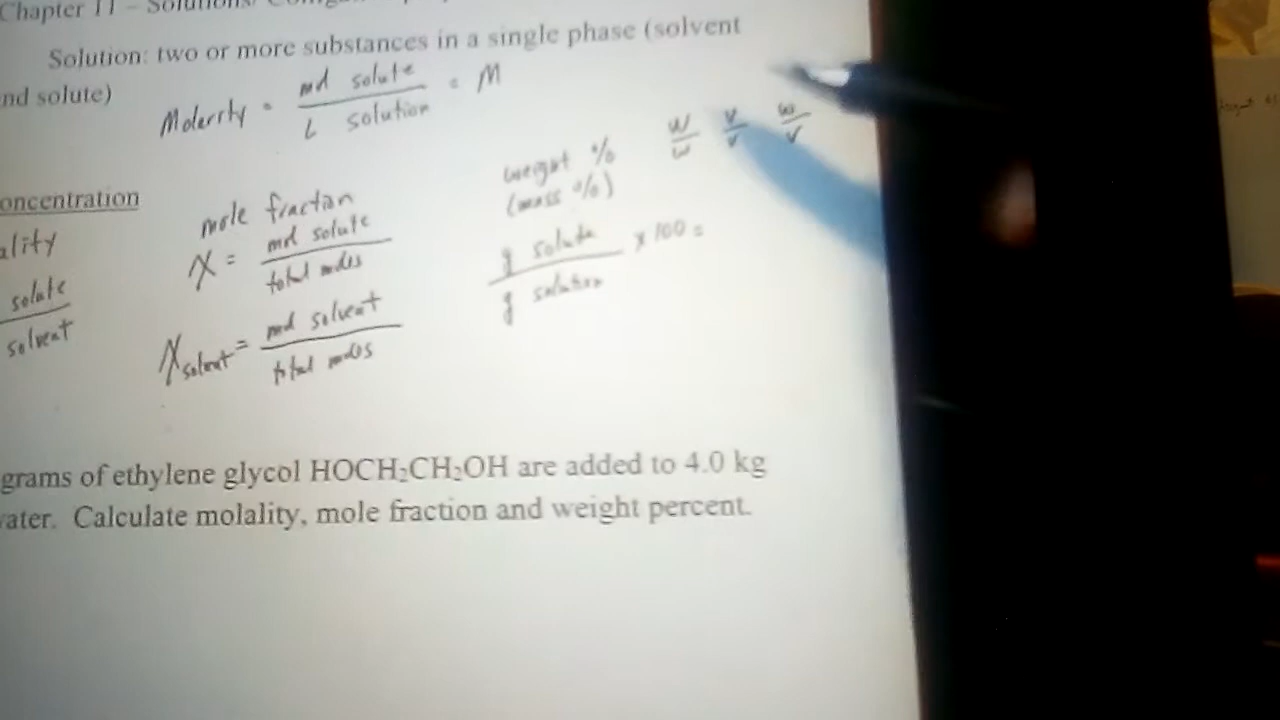 Chapter 11 – Solutions:
Solution: two or more substances in a single phase (solvent
nd solute)
Molarity = mol solute / L solution = M
weight %
(mass %)
w/w v/v w/v
oncentration
ality
solute
solvent
mole fraction
X = mol solute / total moles
Xsolvent = mol solvent / total moles
g solute / g solution x 100 =
grams of ethylene glycol HOCH₂CH₂OH are added to 4.0 kg
ater. Calculate molality, mole fraction and weight percent.